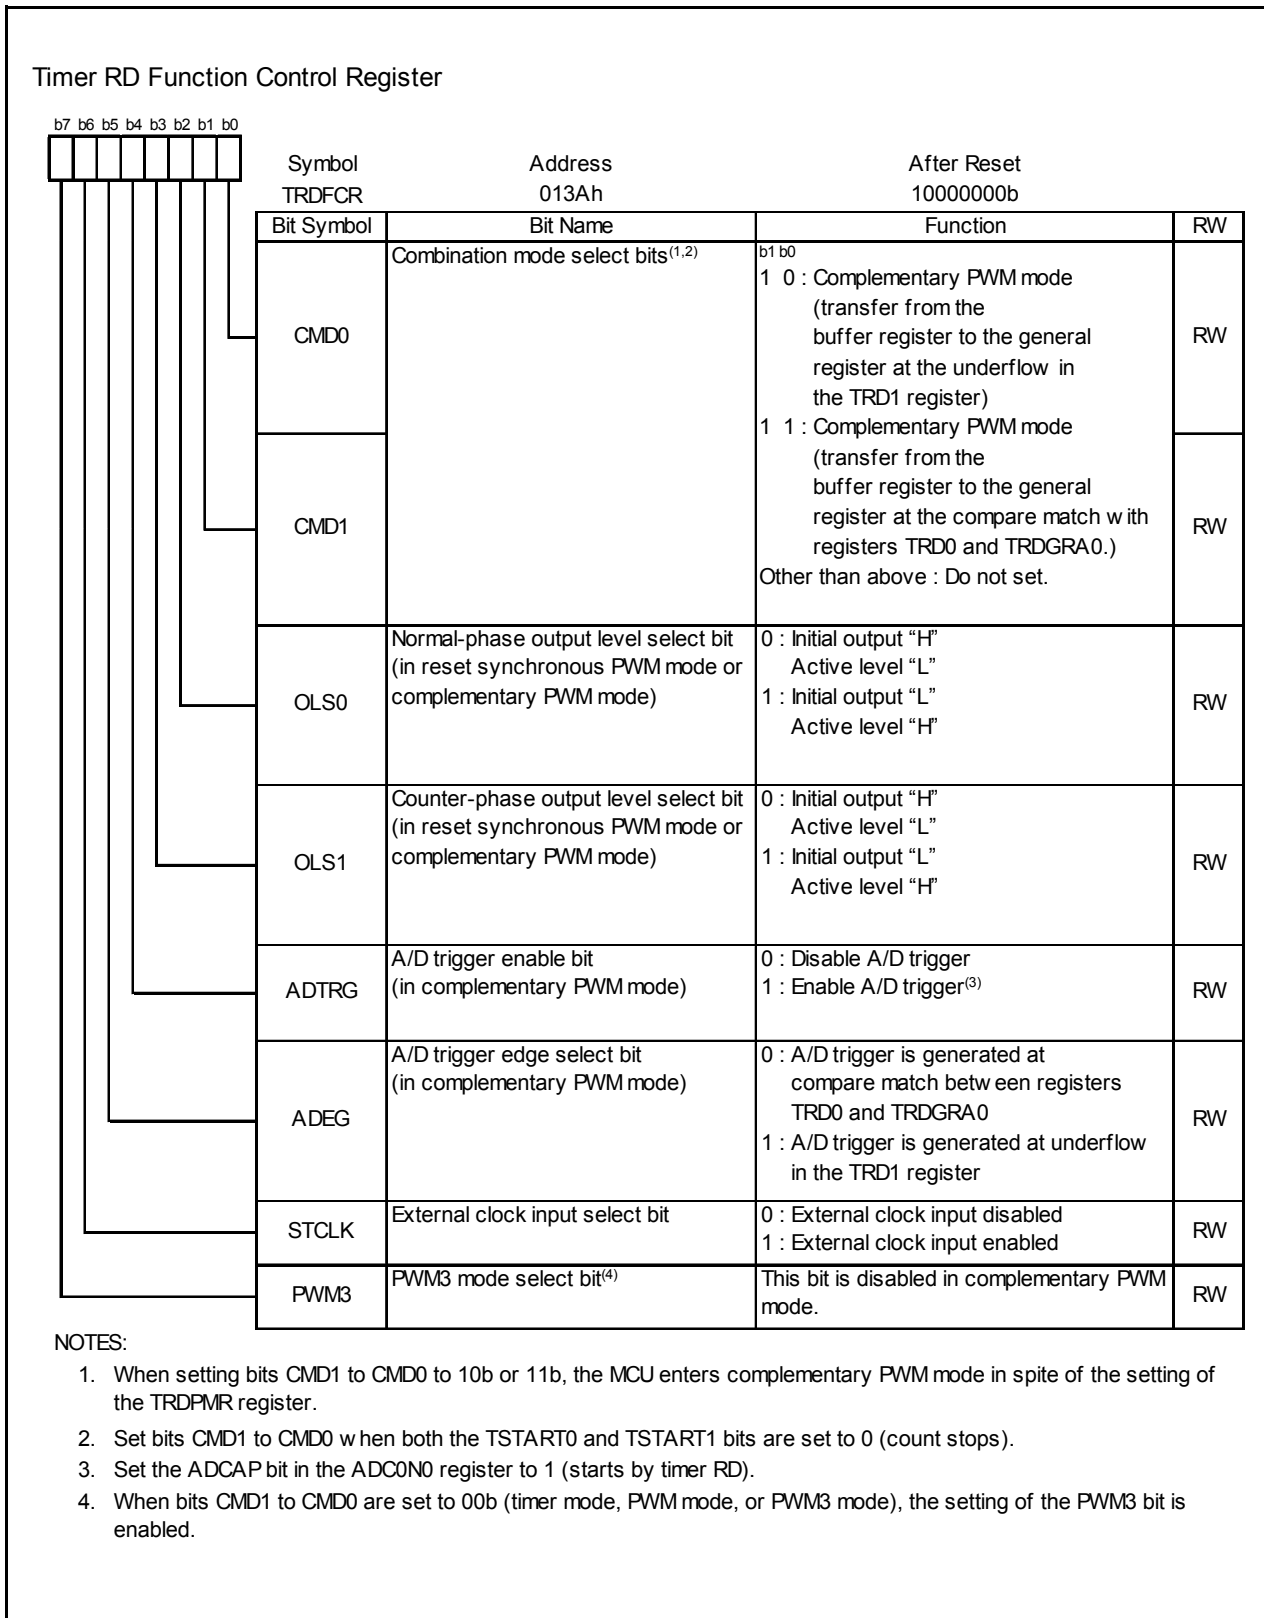 Timer RD Function Control Register
b7 b6 b5 b4 b3 b2 b1 b0
Symbol Address After Reset
TRDFCR 013Ah 10000000b
Bit Symbol Bit Name Function RW
CMD0
CMD1
Combination mode select bits(1,2)
b1 b0
1 0 : Complementary PWM mode
(transfer from the
buffer register to the general
register at the underflow in
the TRD1 register)
1 1 : Complementary PWM mode
(transfer from the
buffer register to the general
register at the compare match with
registers TRD0 and TRDGRA0.)
Other than above : Do not set.
RW
RW
OLS0
Normal-phase output level select bit
(in reset synchronous PWM mode or
complementary PWM mode)
0 : Initial output “H”
Active level “L”
1 : Initial output “L”
Active level “H”
RW
OLS1
Counter-phase output level select bit
(in reset synchronous PWM mode or
complementary PWM mode)
0 : Initial output “H”
Active level “L”
1 : Initial output “L”
Active level “H”
RW
ADTRG
A/D trigger enable bit
(in complementary PWM mode)
0 : Disable A/D trigger
1 : Enable A/D trigger(3)
RW
ADEG
A/D trigger edge select bit
(in complementary PWM mode)
0 : A/D trigger is generated at
compare match between registers
TRD0 and TRDGRA0
1 : A/D trigger is generated at underflow
in the TRD1 register
RW
STCLK
External clock input select bit
0 : External clock input disabled
1 : External clock input enabled
RW
PWM3
PWM3 mode select bit(4)
This bit is disabled in complementary PWM
mode.
RW
NOTES:
1. When setting bits CMD1 to CMD0 to 10b or 11b, the MCU enters complementary PWM mode in spite of the setting of
the TRDPMR register.
2. Set bits CMD1 to CMD0 when both the TSTART0 and TSTART1 bits are set to 0 (count stops).
3. Set the ADCAP bit in the ADC0N0 register to 1 (starts by timer RD).
4. When bits CMD1 to CMD0 are set to 00b (timer mode, PWM mode, or PWM3 mode), the setting of the PWM3 bit is
enabled.